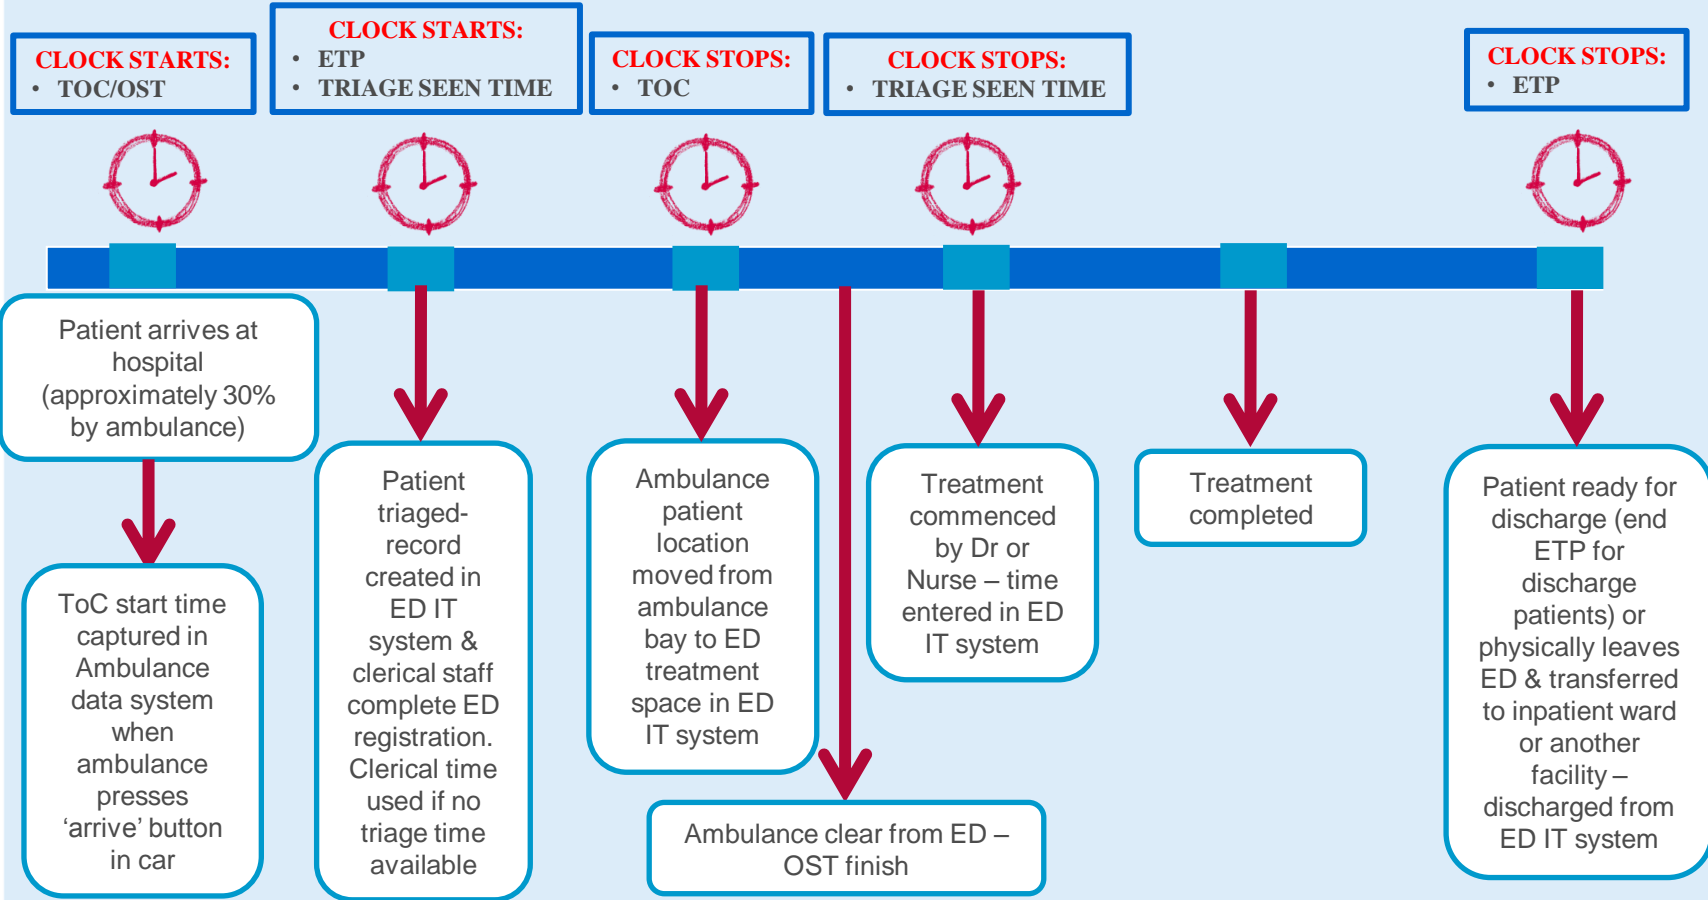 CLOCK STARTS:
• TOC/OST
CLOCK STARTS:
• ETP
• TRIAGE SEEN TIME
CLOCK STOPS:
• TOC
CLOCK STOPS:
• TRIAGE SEEN TIME
CLOCK STOPS:
• ETP
Patient arrives at
hospital
(approximately 30%
by ambulance)
ToC start time
captured in
Ambulance
data system
when
ambulance
presses
‘arrive’ button
in car
Patient
triaged-
record
created in
ED IT
system &
clerical staff
complete ED
registration.
Clerical time
used if no
triage time
available
Ambulance
patient
location
moved from
ambulance
bay to ED
treatment
space in ED
IT system
Ambulance clear from ED –
OST finish
Treatment
commenced
by Dr or
Nurse – time
entered in ED
IT system
Treatment
completed
Patient ready for
discharge (end
ETP for
discharge
patients) or
physically leaves
ED & transferred
to inpatient ward
or another
facility –
discharged from
ED IT system